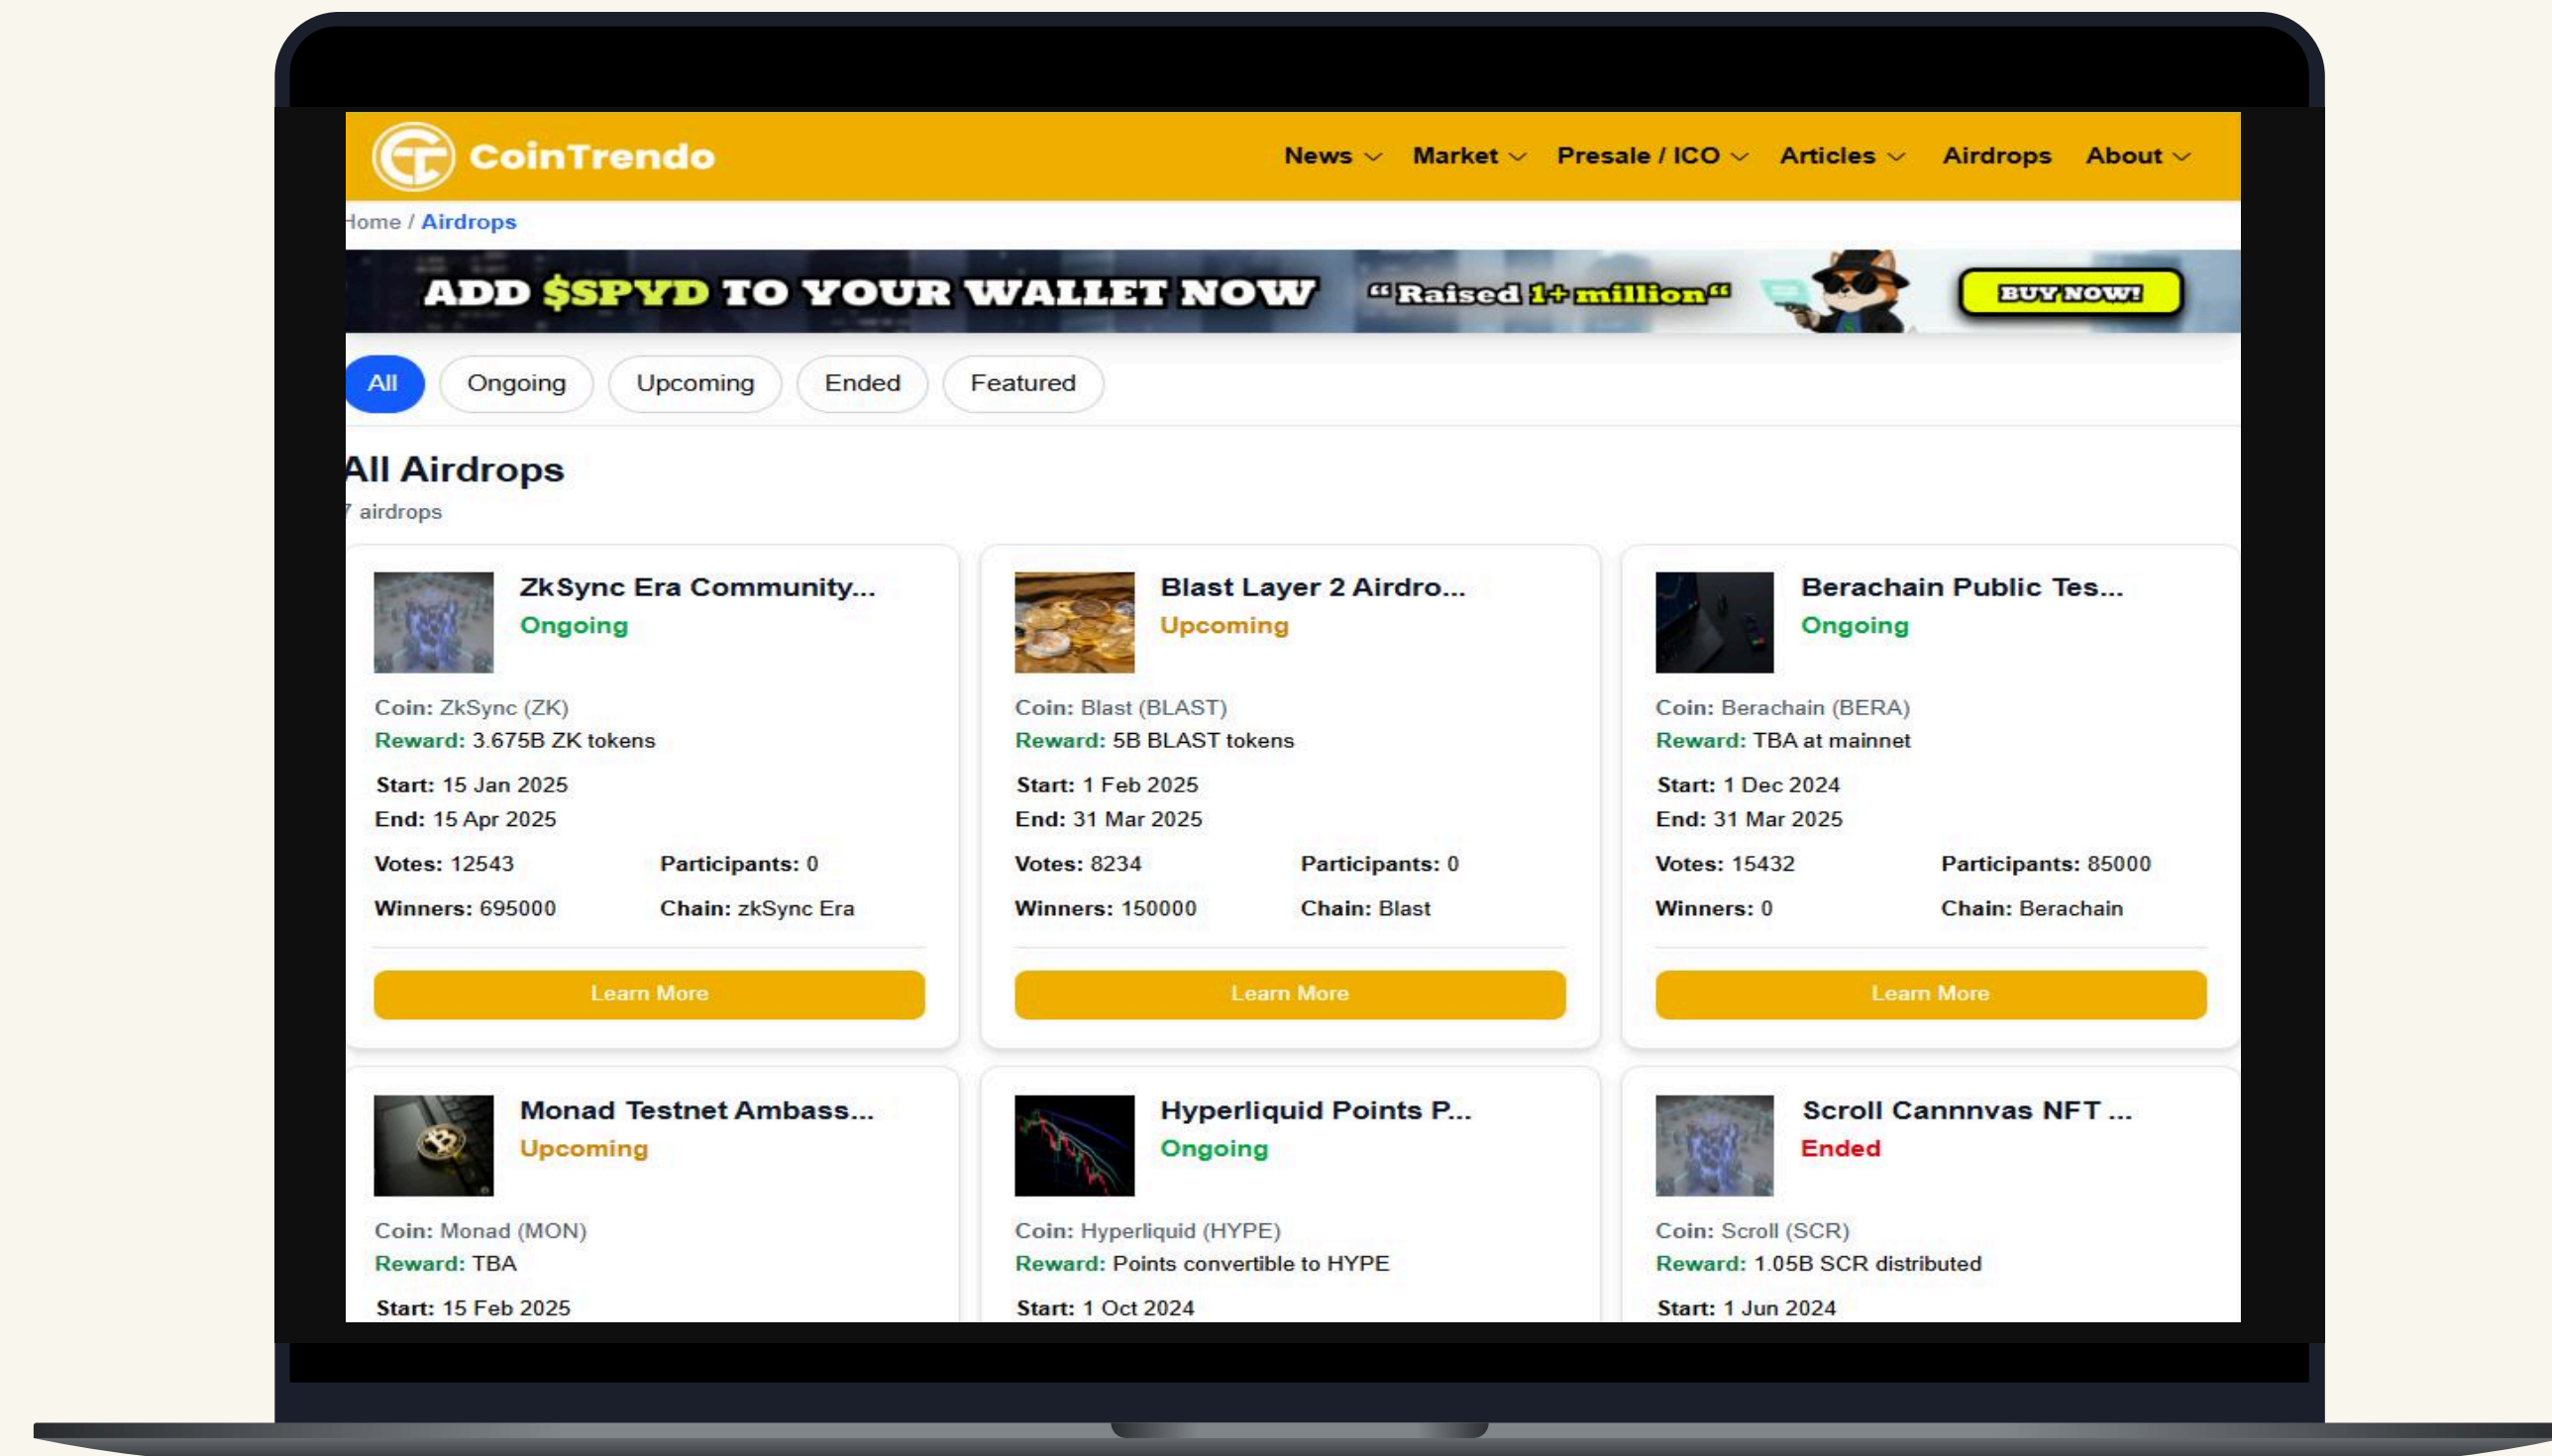 CoinTrendo
News Market Presale / ICO Articles Airdrops About
Home / Airdrops
ADD $SPYD TO YOUR WALLET NOW “Raised 1+ million“ BUY NOW!
All Ongoing Upcoming Ended Featured
All Airdrops
7 airdrops
ZkSync Era Community...
Ongoing
Coin: ZkSync (ZK)
Reward: 3.675B ZK tokens
Start: 15 Jan 2025
End: 15 Apr 2025
Votes: 12543 Participants: 0
Winners: 695000 Chain: zkSync Era
Learn More
Blast Layer 2 Airdro...
Upcoming
Coin: Blast (BLAST)
Reward: 5B BLAST tokens
Start: 1 Feb 2025
End: 31 Mar 2025
Votes: 8234 Participants: 0
Winners: 150000 Chain: Blast
Learn More
Berachain Public Tes...
Ongoing
Coin: Berachain (BERA)
Reward: TBA at mainnet
Start: 1 Dec 2024
End: 31 Mar 2025
Votes: 15432 Participants: 85000
Winners: 0 Chain: Berachain
Learn More
Monad Testnet Ambass...
Upcoming
Coin: Monad (MON)
Reward: TBA
Start: 15 Feb 2025
Hyperliquid Points P...
Ongoing
Coin: Hyperliquid (HYPE)
Reward: Points convertible to HYPE
Start: 1 Oct 2024
Scroll Cannnvas NFT ...
Ended
Coin: Scroll (SCR)
Reward: 1.05B SCR distributed
Start: 1 Jun 2024